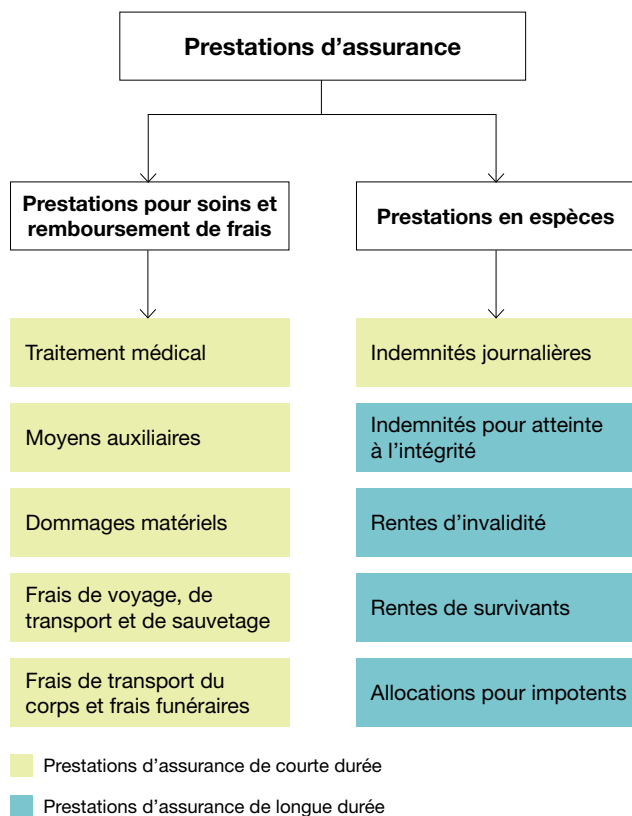 Prestations d’assurance
Prestations pour soins et
remboursement de frais
Prestations en espèces
Traitement médical
Indemnités journalières
Moyens auxiliaires
Indemnités pour atteinte
à l’intégrité
Dommages matériels
Rentes d’invalidité
Frais de voyage, de
transport et de sauvetage
Rentes de survivants
Frais de transport du
corps et frais funéraires
Allocations pour impotents
Prestations d’assurance de courte durée
Prestations d’assurance de longue durée